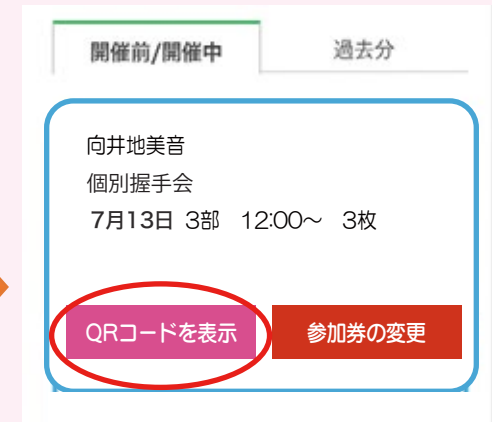 開催前/開催中 過去分
向井地美音
個別握手会
7月13日 3部 12:00〜 3枚
QRコードを表示 参加券の変更